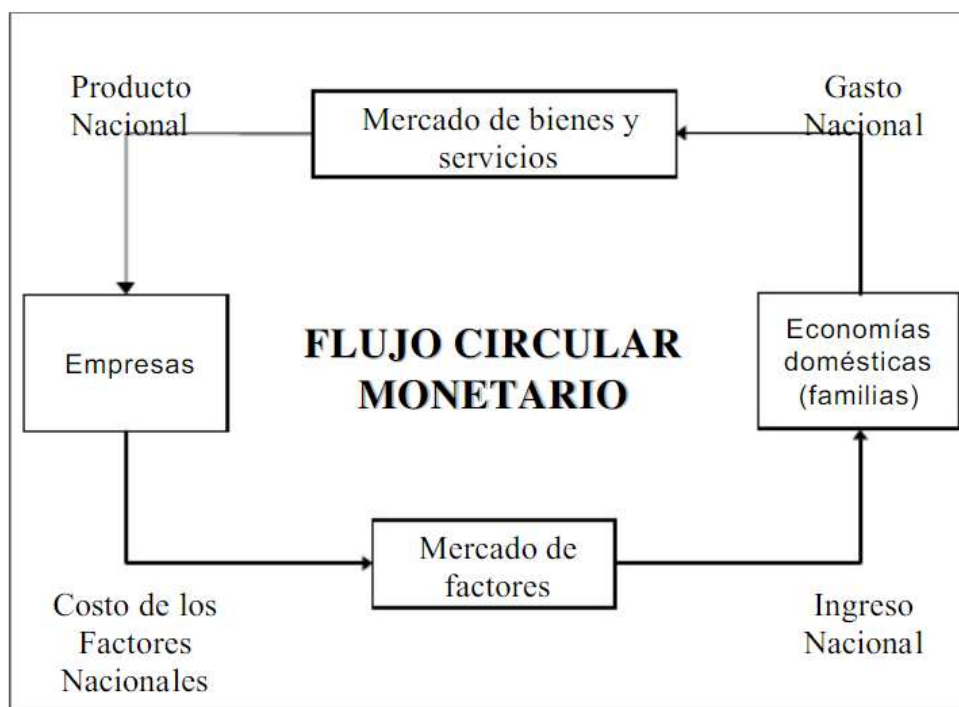 Producto
Nacional
Mercado de bienes y
servicios
Gasto
Nacional
Empresas
FLUJO CIRCULAR
MONETARIO
Economías
domésticas
(familias)
Costo de los
Factores
Nacionales
Mercado de
factores
Ingreso
Nacional